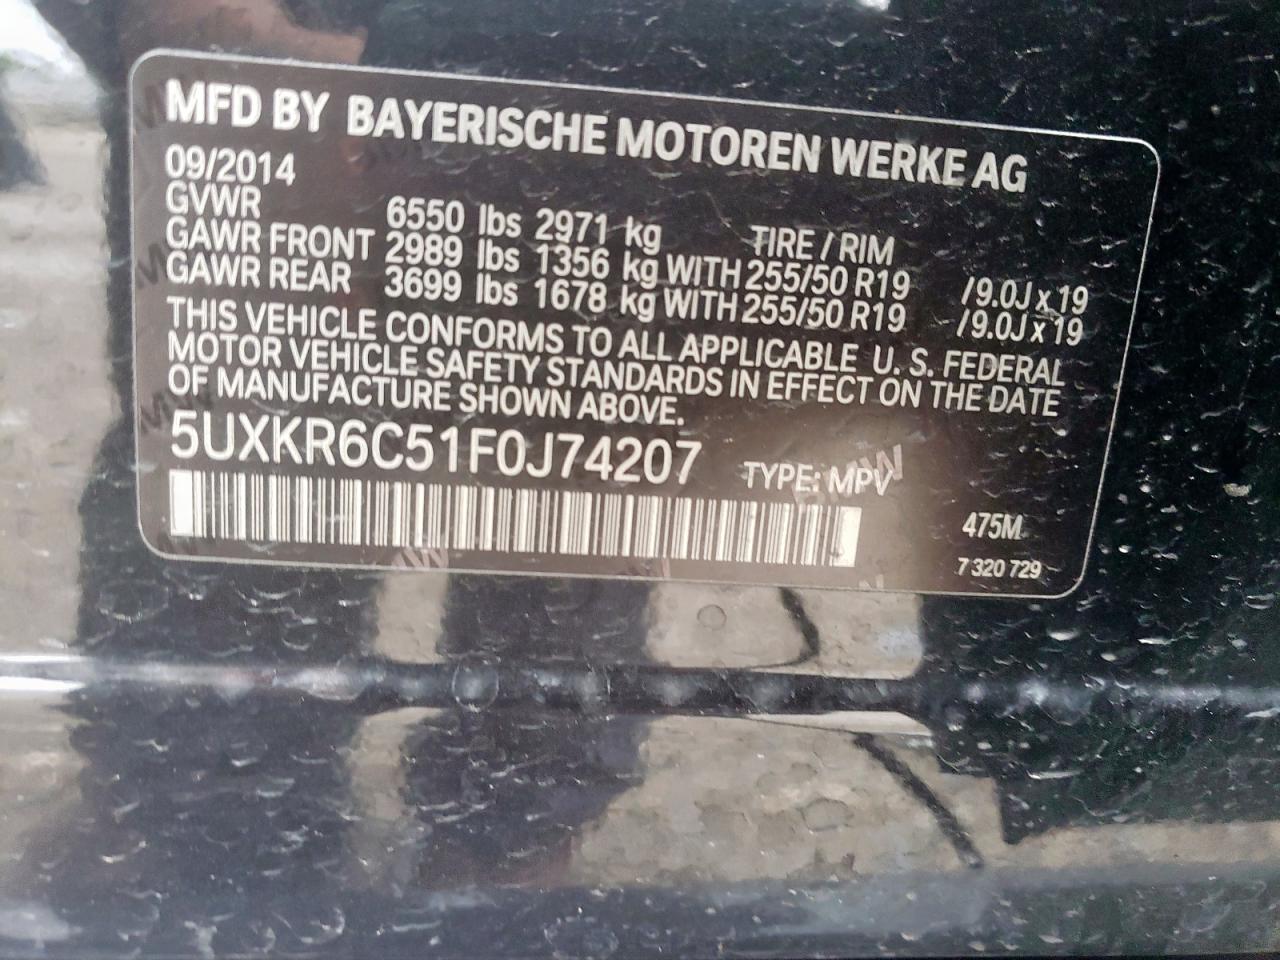 MFD BY BAYERISCHE MOTOREN WERKE AG
09/2014
GVWR 6550 lbs 2971 kg TIRE / RIM
GAWR FRONT 2989 lbs 1356 kg WITH 255/50 R19 /9.0J x 19
GAWR REAR 3699 lbs 1678 kg WITH 255/50 R19 /9.0J x 19
THIS VEHICLE CONFORMS TO ALL APPLICABLE U. S. FEDERAL
MOTOR VEHICLE SAFETY STANDARDS IN EFFECT ON THE DATE
OF MANUFACTURE SHOWN ABOVE.
5UXKR6C51F0J74207 TYPE: MPV
475M
7 320 729